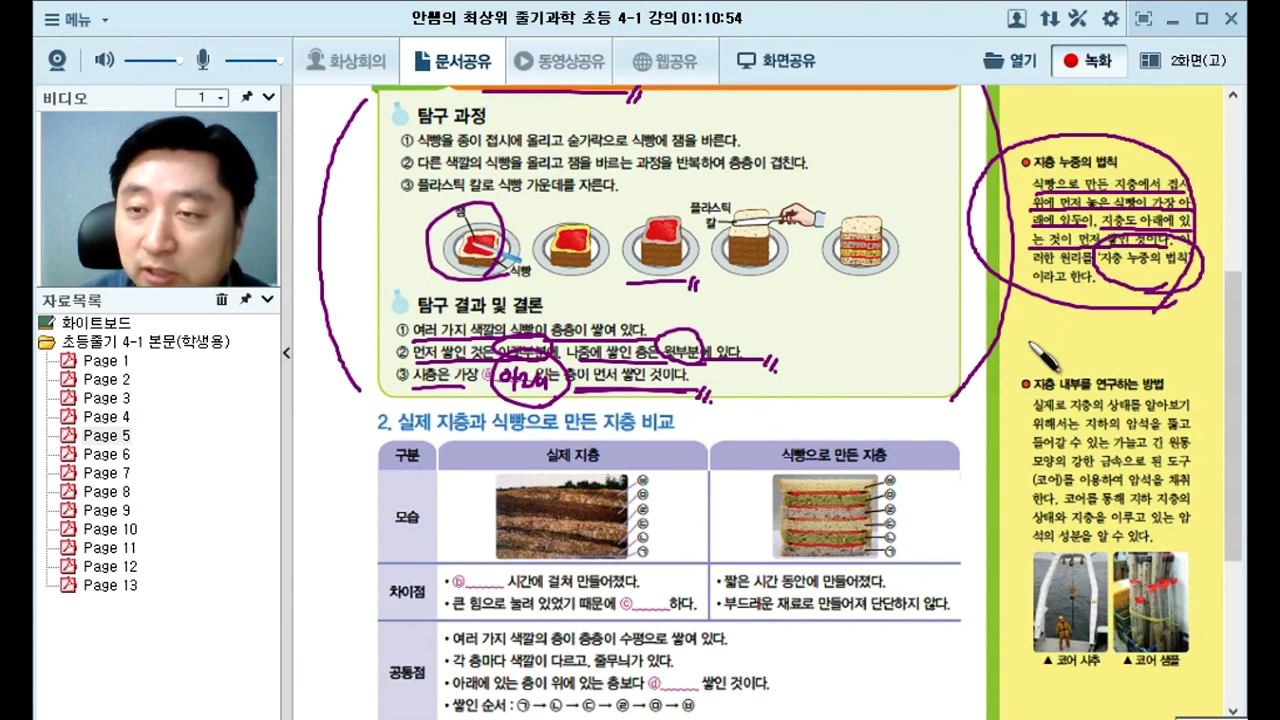 메뉴
안쌤의 최상위 줄기과학 초등 4-1 강의 01:10:54
화상회의
문서공유
동영상공유
웹공유
화면공유
열기
녹화
2화면(고)
비디오
1
자료목록
화이트보드
초등줄기 4-1 본문(학생용)
Page 1
Page 2
Page 3
Page 4
Page 5
Page 6
Page 7
Page 8
Page 9
Page 10
Page 11
Page 12
Page 13
탐구 과정
① 식빵을 종이 접시에 올리고 숟가락으로 식빵에 잼을 바른다.
② 다른 색깔의 식빵을 올리고 잼을 바르는 과정을 반복하여 층층이 겹친다.
③ 플라스틱 칼로 식빵 가운데를 자른다.
잼
식빵
플라스틱
칼
탐구 결과 및 결론
① 여러 가지 색깔의 식빵이 층층이 쌓여 있다.
② 먼저 쌓인 것은 아랫부분에, 나중에 쌓인 층은 윗부분에 있다.
③ 지층은 가장 ⓐ 아래 있는 층이 먼저 쌓인 것이다.
2. 실제 지층과 식빵으로 만든 지층 비교
구분
실제 지층
식빵으로 만든 지층
모습
㉥
㉤
㉣
㉢
㉡
㉠
㉥
㉤
㉣
㉢
㉡
㉠
차이점
• ⓑ______ 시간에 걸쳐 만들어졌다.
• 큰 힘으로 눌려 있었기 때문에 ⓒ______하다.
• 짧은 시간 동안에 만들어졌다.
• 부드러운 재료로 만들어져 단단하지 않다.
공통점
• 여러 가지 색깔의 층이 층층이 수평으로 쌓여 있다.
• 각 층마다 색깔이 다르고, 줄무늬가 있다.
• 아래에 있는 층이 위에 있는 층보다 ⓓ______ 쌓인 것이다.
• 쌓인 순서 : ㉠ → ㉡ → ㉢ → ㉣ → ㉤ → ㉥
지층 누중의 법칙
식빵으로 만든 지층에서 접시
위에 먼저 놓은 식빵이 가장 아
래에 있듯이, 지층도 아래에 있
는 것이 먼저 쌓인 것이다. 이
러한 원리를 '지층 누중의 법칙'
이라고 한다.
지층 내부를 연구하는 방법
실제로 지층의 상태를 알아보기
위해서는 지하의 암석을 뚫고
들어갈 수 있는 가늘고 긴 원통
모양의 강한 금속으로 된 도구
(코어)를 이용하여 암석을 채취
한다. 코어를 통해 지하 지층의
상태와 지층을 이루고 있는 암
석의 성분을 알 수 있다.
▲ 코어 시추
▲ 코어 샘플